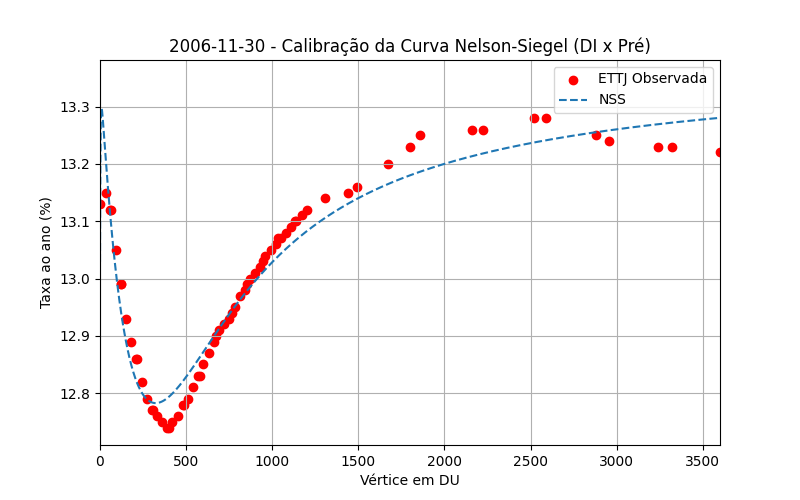 2006-11-30 - Calibração da Curva Nelson-Siegel (DI x Pré)
ETTJ Observada
NSS
Taxa ao ano (%)
13.3
13.2
13.1
13.0
12.9
12.8
0 500 1000 1500 2000 2500 3000 3500
Vértice em DU